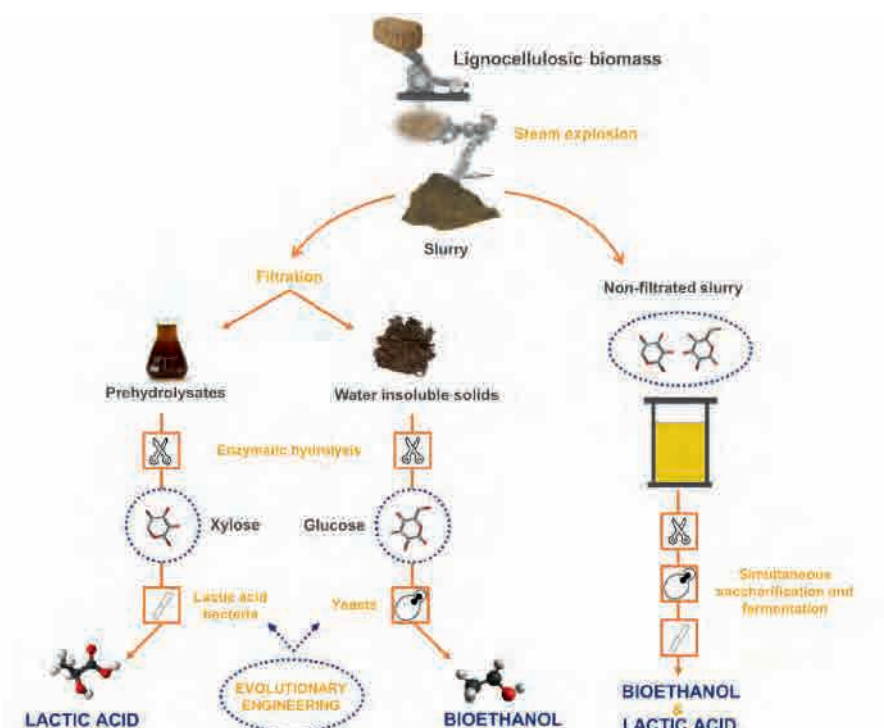 Lignocellulosic biomass
Steam explosion
Slurry
Filtration
Non-filtrated slurry
Prehydrolysates
Water insoluble solids
Enzymatic hydrolysis
Xylose
Glucose
Lactic acid
bacteria
Yeasts
Simultaneous
saccharification and
fermentation
EVOLUTIONARY
ENGINEERING
LACTIC ACID
BIOETHANOL
BIOETHANOL
&
LACTIC ACID